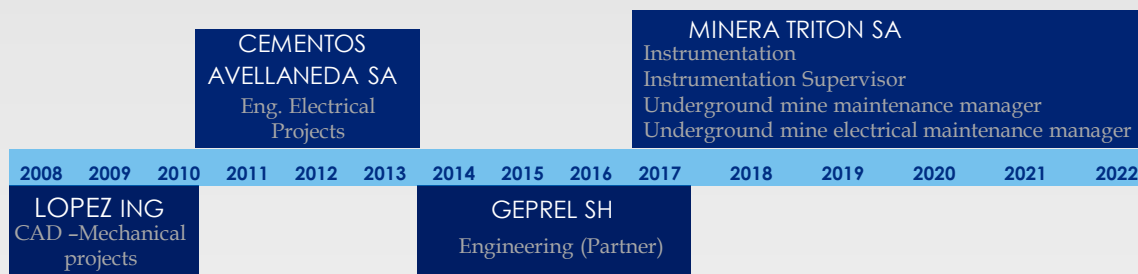 CEMENTOS
AVELLANEDA SA
Eng. Electrical
Projects
MINERA TRITON SA
Instrumentation
Instrumentation Supervisor
Underground mine maintenance manager
Underground mine electrical maintenance manager
2008 2009 2010 2011 2012 2013 2014 2015 2016 2017 2018 2019 2020 2021 2022
LOPEZ ING
CAD –Mechanical
projects
GEPREL SH
Engineering (Partner)